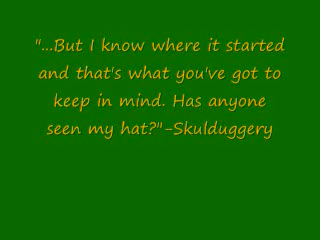 "...But I know where it started
and that's what you've got to
keep in mind. Has anyone
seen my hat?"-Skulduggery